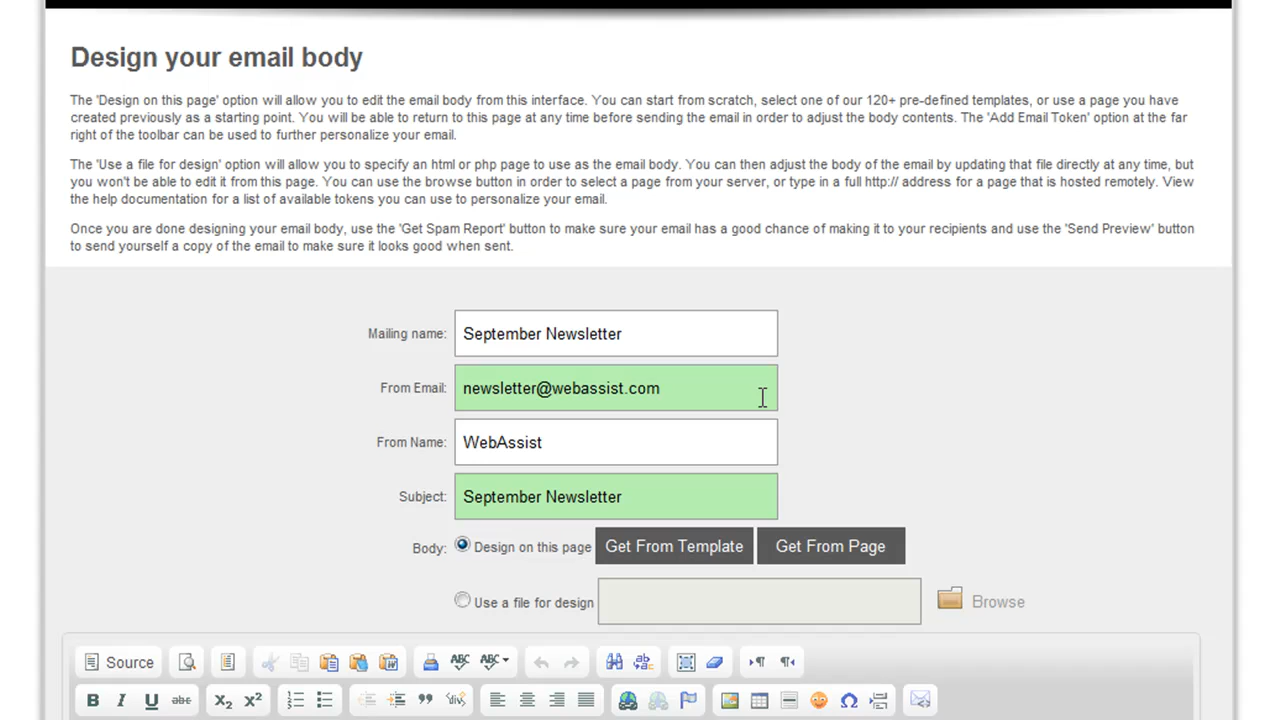 Design your email body
The 'Design on this page' option will allow you to edit the email body from this interface. You can start from scratch, select one of our 120+ pre-defined templates, or use a page you have
created previously as a starting point. You will be able to return to this page at any time before sending the email in order to adjust the body contents. The 'Add Email Token' option at the far
right of the toolbar can be used to further personalize your email.
The 'Use a file for design' option will allow you to specify an html or php page to use as the email body. You can then adjust the body of the email by updating that file directly at any time, but
you won't be able to edit it from this page. You can use the browse button in order to select a page from your server, or type in a full http:// address for a page that is hosted remotely. View
the help documentation for a list of available tokens you can use to personalize your email.
Once you are done designing your email body, use the 'Get Spam Report' button to make sure your email has a good chance of making it to your recipients and use the 'Send Preview' button
to send yourself a copy of the email to make sure it looks good when sent.
Mailing name: September Newsletter
From Email: newsletter@webassist.com
From Name: WebAssist
Subject: September Newsletter
Body: Design on this page Get From Template Get From Page
Use a file for design Browse
Source ABC ABC
B I U abc X₂ X² div